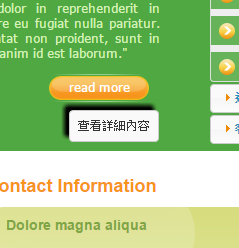 dolor in reprehenderit in
re eu fugiat nulla pariatur.
tat non proident, sunt in
anim id est laborum."
read more
查看詳細內容
ontact Information
Dolore magna aliqua